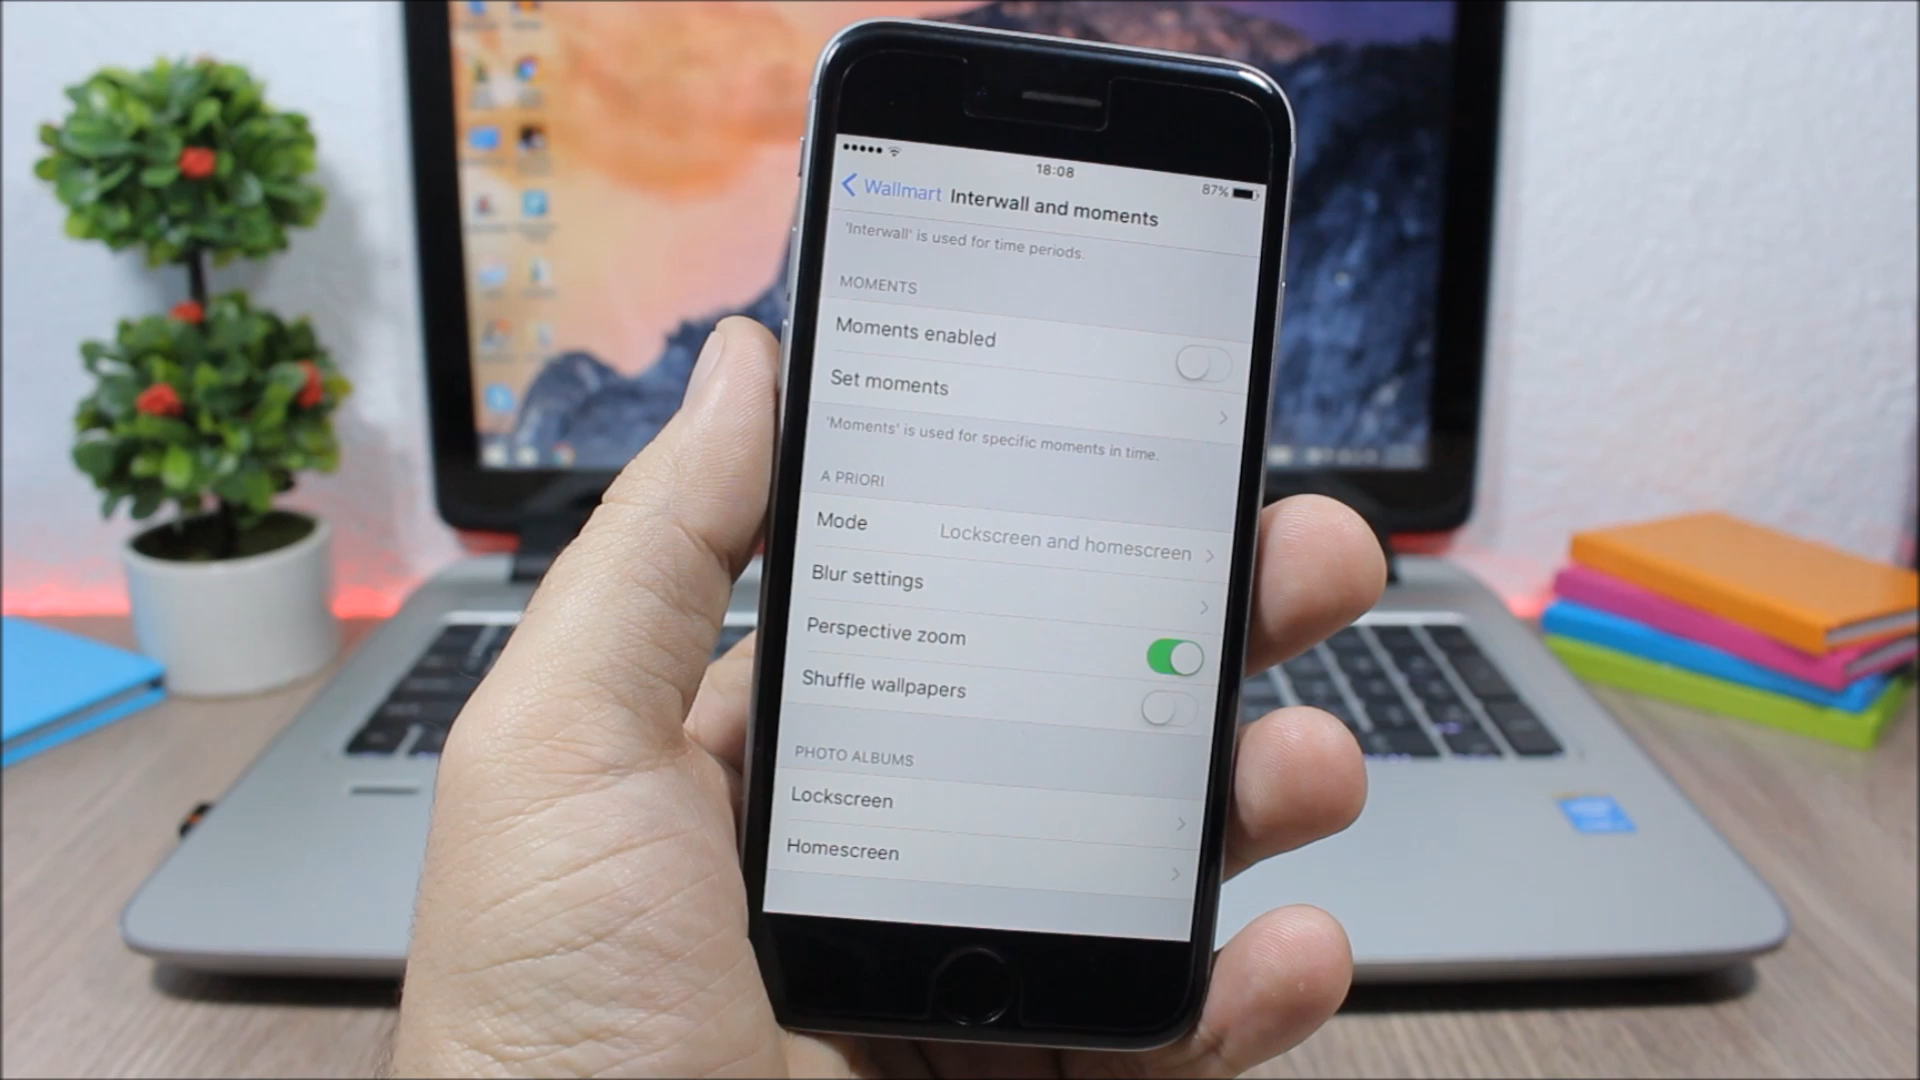 18:08
87%
Wallmart Interwall and moments
'Interwall' is used for time periods.
MOMENTS
Moments enabled
Set moments
'Moments' is used for specific moments in time.
A PRIORI
Mode Lockscreen and homescreen
Blur settings
Perspective zoom
Shuffle wallpapers
PHOTO ALBUMS
Lockscreen
Homescreen